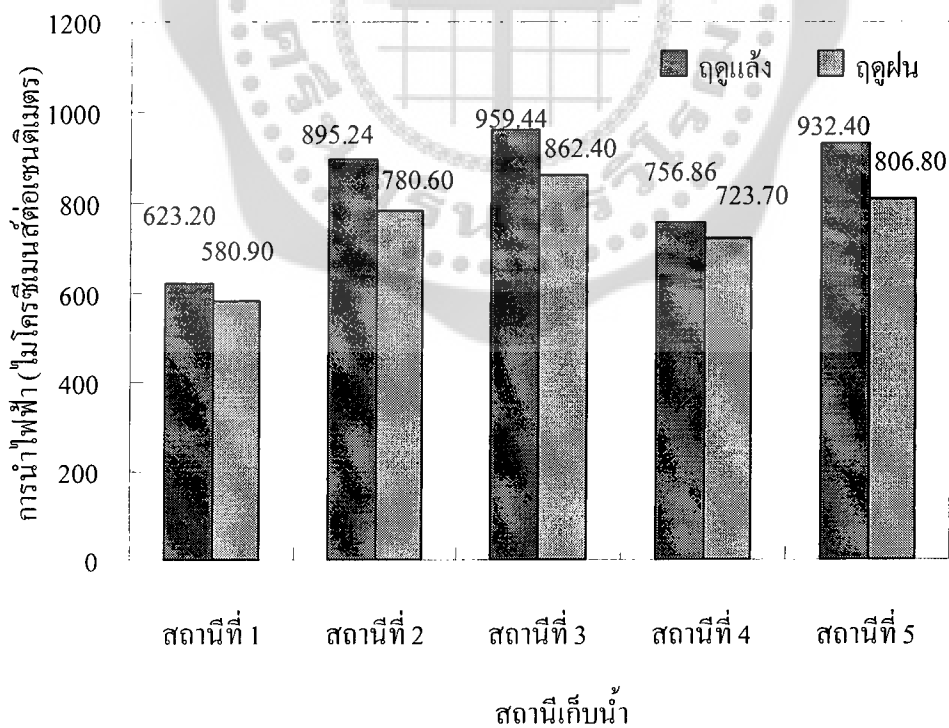 การนำไฟฟ้า (ไมโครซีเมนส์ต่อเซนติเมตร)
1200
1000
800
600
400
200
0
ฤดูแล้ง
ฤดูฝน
623.20
580.90
895.24
780.60
959.44
862.40
756.86
723.70
932.40
806.80
สถานีที่ 1
สถานีที่ 2
สถานีที่ 3
สถานีที่ 4
สถานีที่ 5
สถานีเก็บน้ำ